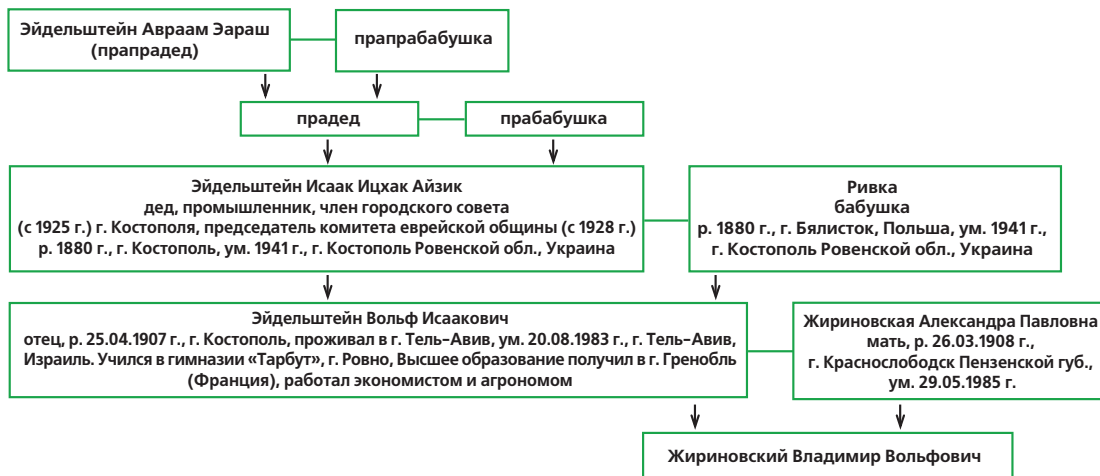 Эйдельштейн Авраам Эараш
(прапрадед)
прапрабабушка
прадед
прабабушка
Эйдельштейн Исаак Ицхак Айзик
дед, промышленник, член городского совета
(с 1925 г.) г. Костополя, председатель комитета еврейской общины (с 1928 г.)
р. 1880 г., г. Костополь, ум. 1941 г., г. Костополь Ровенской обл., Украина
Ривка
бабушка
р. 1880 г., г. Бялисток, Польша, ум. 1941 г.,
г. Костополь Ровенской обл., Украина
Эйдельштейн Вольф Исаакович
отец, р. 25.04.1907 г., г. Костополь, проживал в г. Тель-Авив, ум. 20.08.1983 г., г. Тель-Авив,
Израиль. Учился в гимназии «Тарбут», г. Ровно, Высшее образование получил в г. Гренобль
(Франция), работал экономистом и агрономом
Жириновская Александра Павловна
мать, р. 26.03.1908 г.,
г. Краснослободск Пензенской губ.,
ум. 29.05.1985 г.
Жириновский Владимир Вольфович